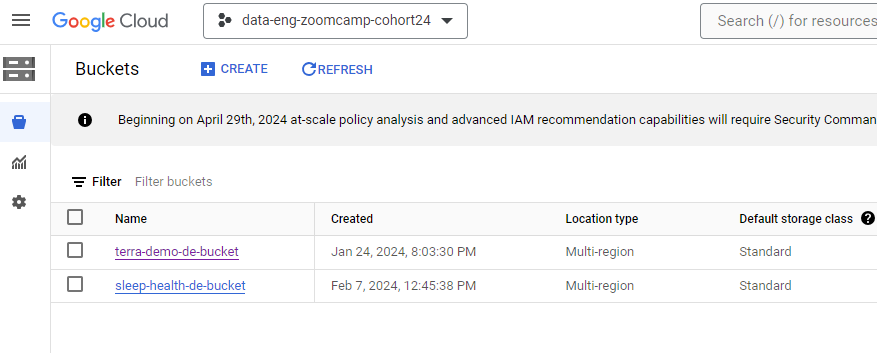 Google Cloud data-eng-zoomcamp-cohort24 Search (/) for resources
Buckets CREATE REFRESH
Beginning on April 29th, 2024 at-scale policy analysis and advanced IAM recommendation capabilities will require Security Comman
Filter Filter buckets
Name Created Location type Default storage class ?
terra-demo-de-bucket Jan 24, 2024, 8:03:30 PM Multi-region Standard
sleep-health-de-bucket Feb 7, 2024, 12:45:38 PM Multi-region Standard